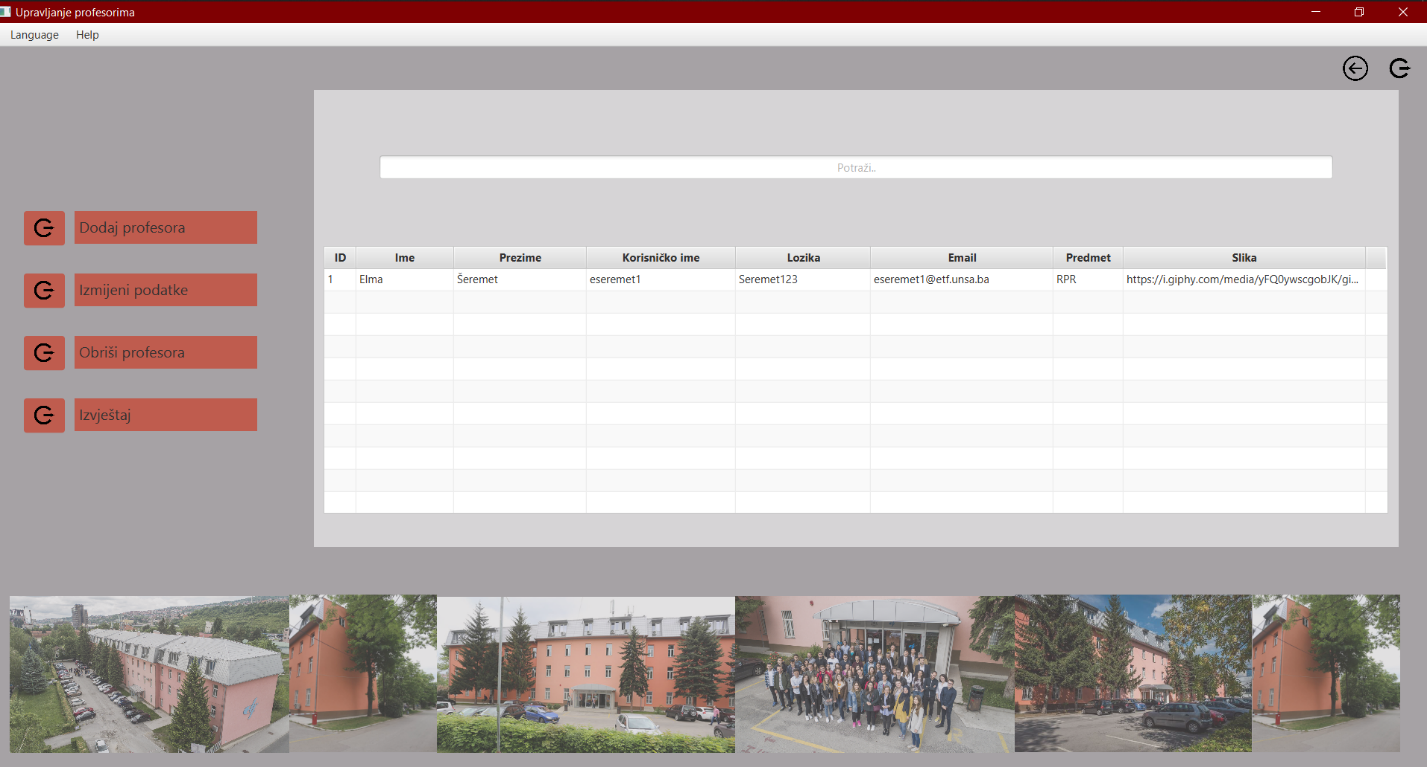 Upravljanje profesorima
Language Help
Potraži..
Dodaj profesora
Izmijeni podatke
Obriši profesora
Izvještaj
ID Ime Prezime Korisničko ime Lozika Email Predmet Slika
1 Elma Šeremet eseremet1 Seremet123 eseremet1@etf.unsa.ba RPR https://i.giphy.com/media/yFQ0ywscgobJK/gi...